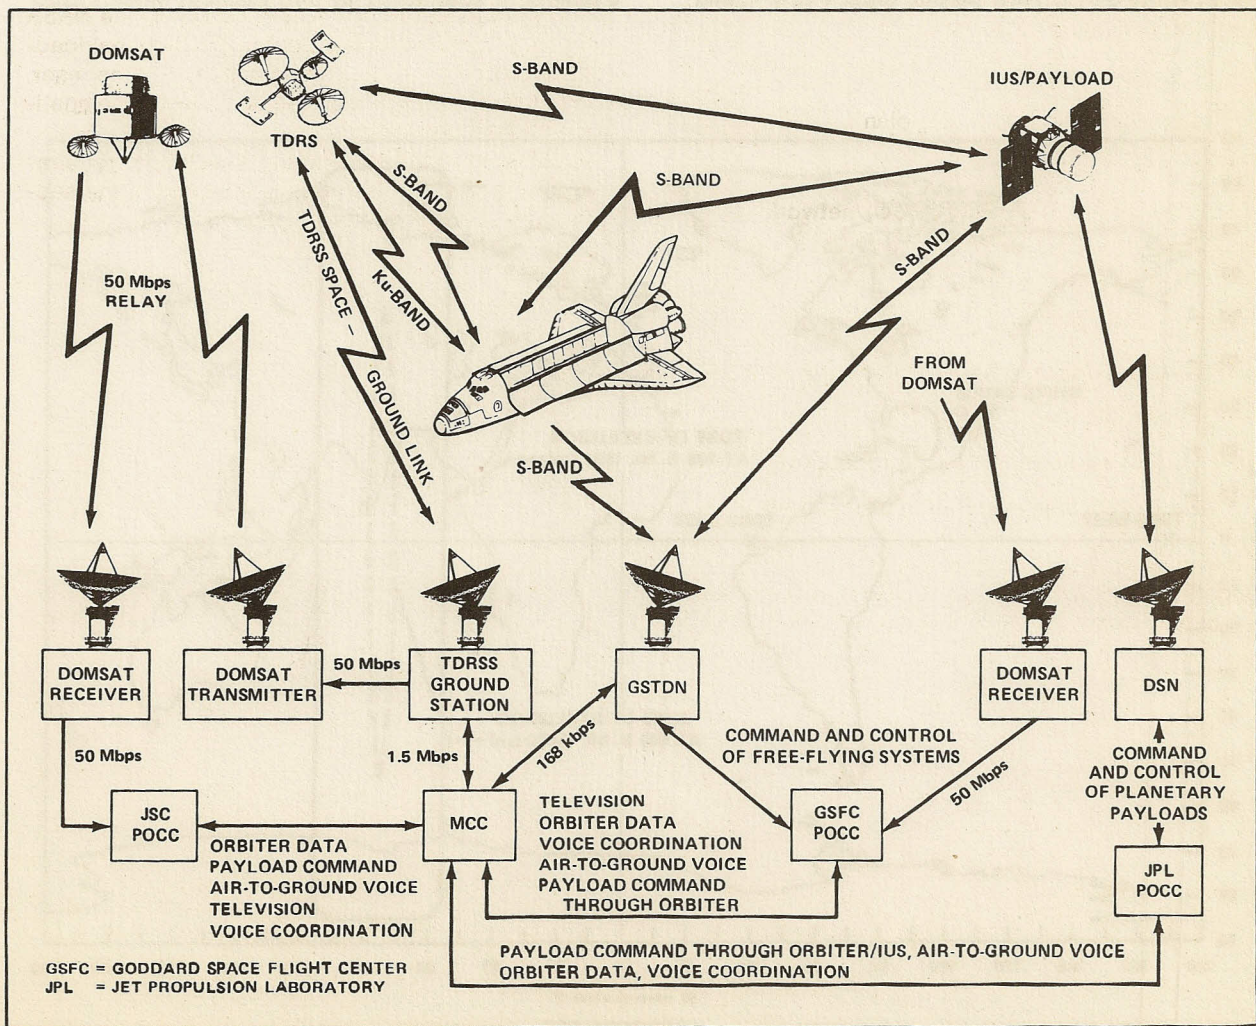 DOMSAT
TDRS
S-BAND
IUS/PAYLOAD
S-BAND
S-BAND
S-BAND
Ku-BAND
TDRSS SPACE –
GROUND LINK
50 Mbps
RELAY
FROM
DOMSAT
S-BAND
DOMSAT
RECEIVER
DOMSAT
TRANSMITTER
50 Mbps
TDRSS
GROUND
STATION
GSTDN
DOMSAT
RECEIVER
DSN
50 Mbps
1.5 Mbps
168 kbps
COMMAND AND CONTROL
OF FREE-FLYING SYSTEMS
50 Mbps
COMMAND
AND CONTROL
OF PLANETARY
PAYLOADS
JSC
POCC
ORBITER DATA
PAYLOAD COMMAND
AIR-TO-GROUND VOICE
TELEVISION
VOICE COORDINATION
MCC
TELEVISION
ORBITER DATA
VOICE COORDINATION
AIR-TO-GROUND VOICE
PAYLOAD COMMAND
THROUGH ORBITER
GSFC
POCC
JPL
POCC
PAYLOAD COMMAND THROUGH ORBITER/IUS, AIR-TO-GROUND VOICE
ORBITER DATA, VOICE COORDINATION
GSFC = GODDARD SPACE FLIGHT CENTER
JPL = JET PROPULSION LABORATORY